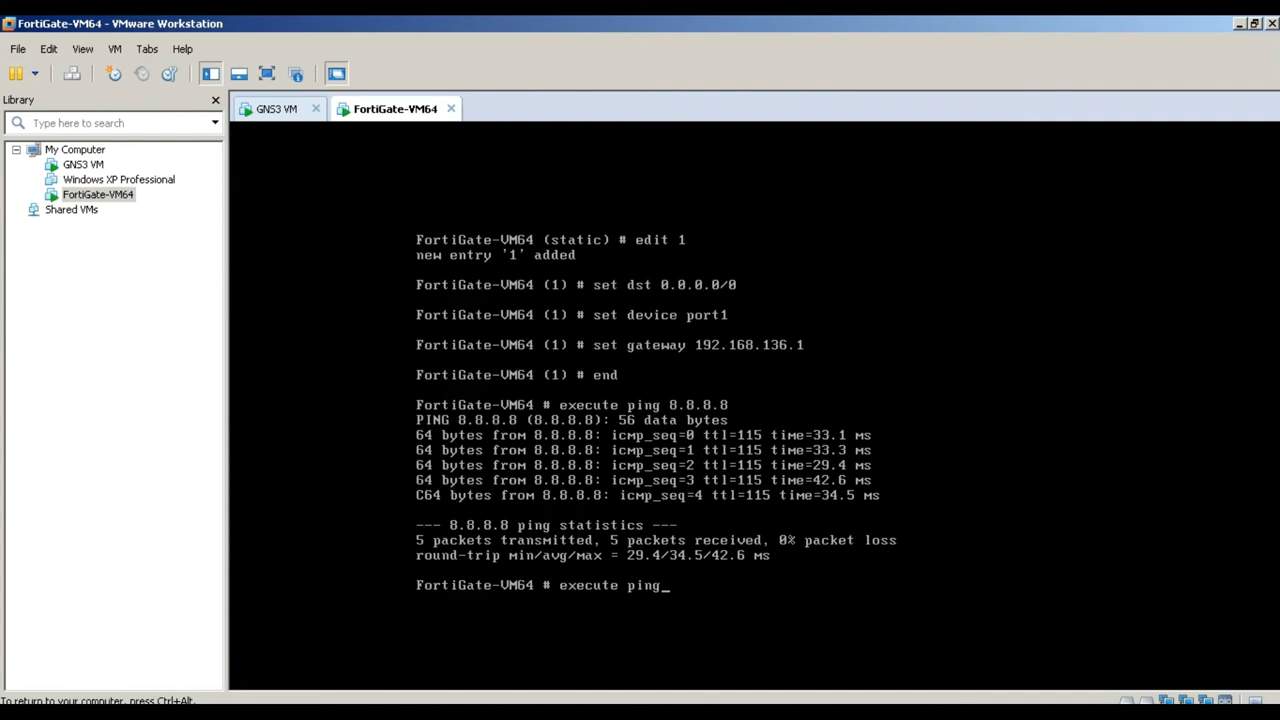 FortiGate-VM64 - VMware Workstation
File Edit View VM Tabs Help
Library
GNS3 VM
FortiGate-VM64
Type here to search
My Computer
GNS3 VM
Windows XP Professional
FortiGate-VM64
Shared VMs
FortiGate-VM64 (static) # edit 1
new entry '1' added
FortiGate-VM64 (1) # set dst 0.0.0.0/0
FortiGate-VM64 (1) # set device port1
FortiGate-VM64 (1) # set gateway 192.168.136.1
FortiGate-VM64 (1) # end
FortiGate-VM64 # execute ping 8.8.8.8
PING 8.8.8.8 (8.8.8.8): 56 data bytes
64 bytes from 8.8.8.8: icmp_seq=0 ttl=115 time=33.1 ms
64 bytes from 8.8.8.8: icmp_seq=1 ttl=115 time=33.3 ms
64 bytes from 8.8.8.8: icmp_seq=2 ttl=115 time=29.4 ms
64 bytes from 8.8.8.8: icmp_seq=3 ttl=115 time=42.6 ms
C64 bytes from 8.8.8.8: icmp_seq=4 ttl=115 time=34.5 ms
--- 8.8.8.8 ping statistics ---
5 packets transmitted, 5 packets received, 0% packet loss
round-trip min/avg/max = 29.4/34.5/42.6 ms
FortiGate-VM64 # execute ping_
To return to your computer, press Ctrl+Alt.